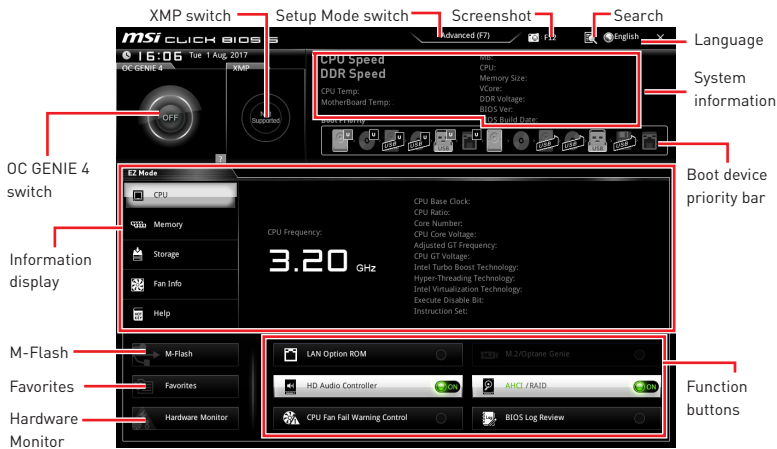 XMP switch
Setup Mode switch
Screenshot
Search
msi CLICK BIOS 5
Advanced (F7)
F12
English
X
Language
16:06 Tue 1 Aug, 2017
OC GENIE 4
XMP
OFF
Not Supported
CPU Speed
DDR Speed
CPU Temp:
MotherBoard Temp:
MB:
CPU:
Memory Size:
VCore:
DDR Voltage:
BIOS Ver:
BIOS Build Date:
System
information
Boot Priority
U
U
U
U
USB
USB
USB
U
U
USB
USB
USB
USB
?
OC GENIE 4
switch
Boot device
priority bar
EZ Mode
CPU
Memory
Storage
Fan Info
Help
CPU Frequency:
3.20 GHz
CPU Base Clock:
CPU Ratio:
Core Number:
CPU Core Voltage:
Adjusted GT Frequency:
CPU GT Voltage:
Intel Turbo Boost Technology:
Hyper-Threading Technology:
Intel Virtualization Technology:
Execute Disable Bit:
Instruction Set:
Information
display
M-Flash
Favorites
Hardware
Monitor
M-Flash
Favorites
Hardware Monitor
LAN Option ROM
M.2/Optane Genie
HD Audio Controller
ON
AHCI / RAID
ON
CPU Fan Fail Warning Control
BIOS Log Review
Function
buttons